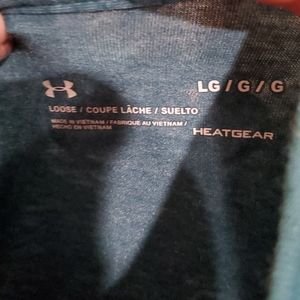 LG / G / G
LOOSE / COUPE LÂCHE / SUELTO
MADE IN VIETNAM / FABRIQUÉ AU VIETNAM /
HECHO EN VIETNAM
HEATGEAR